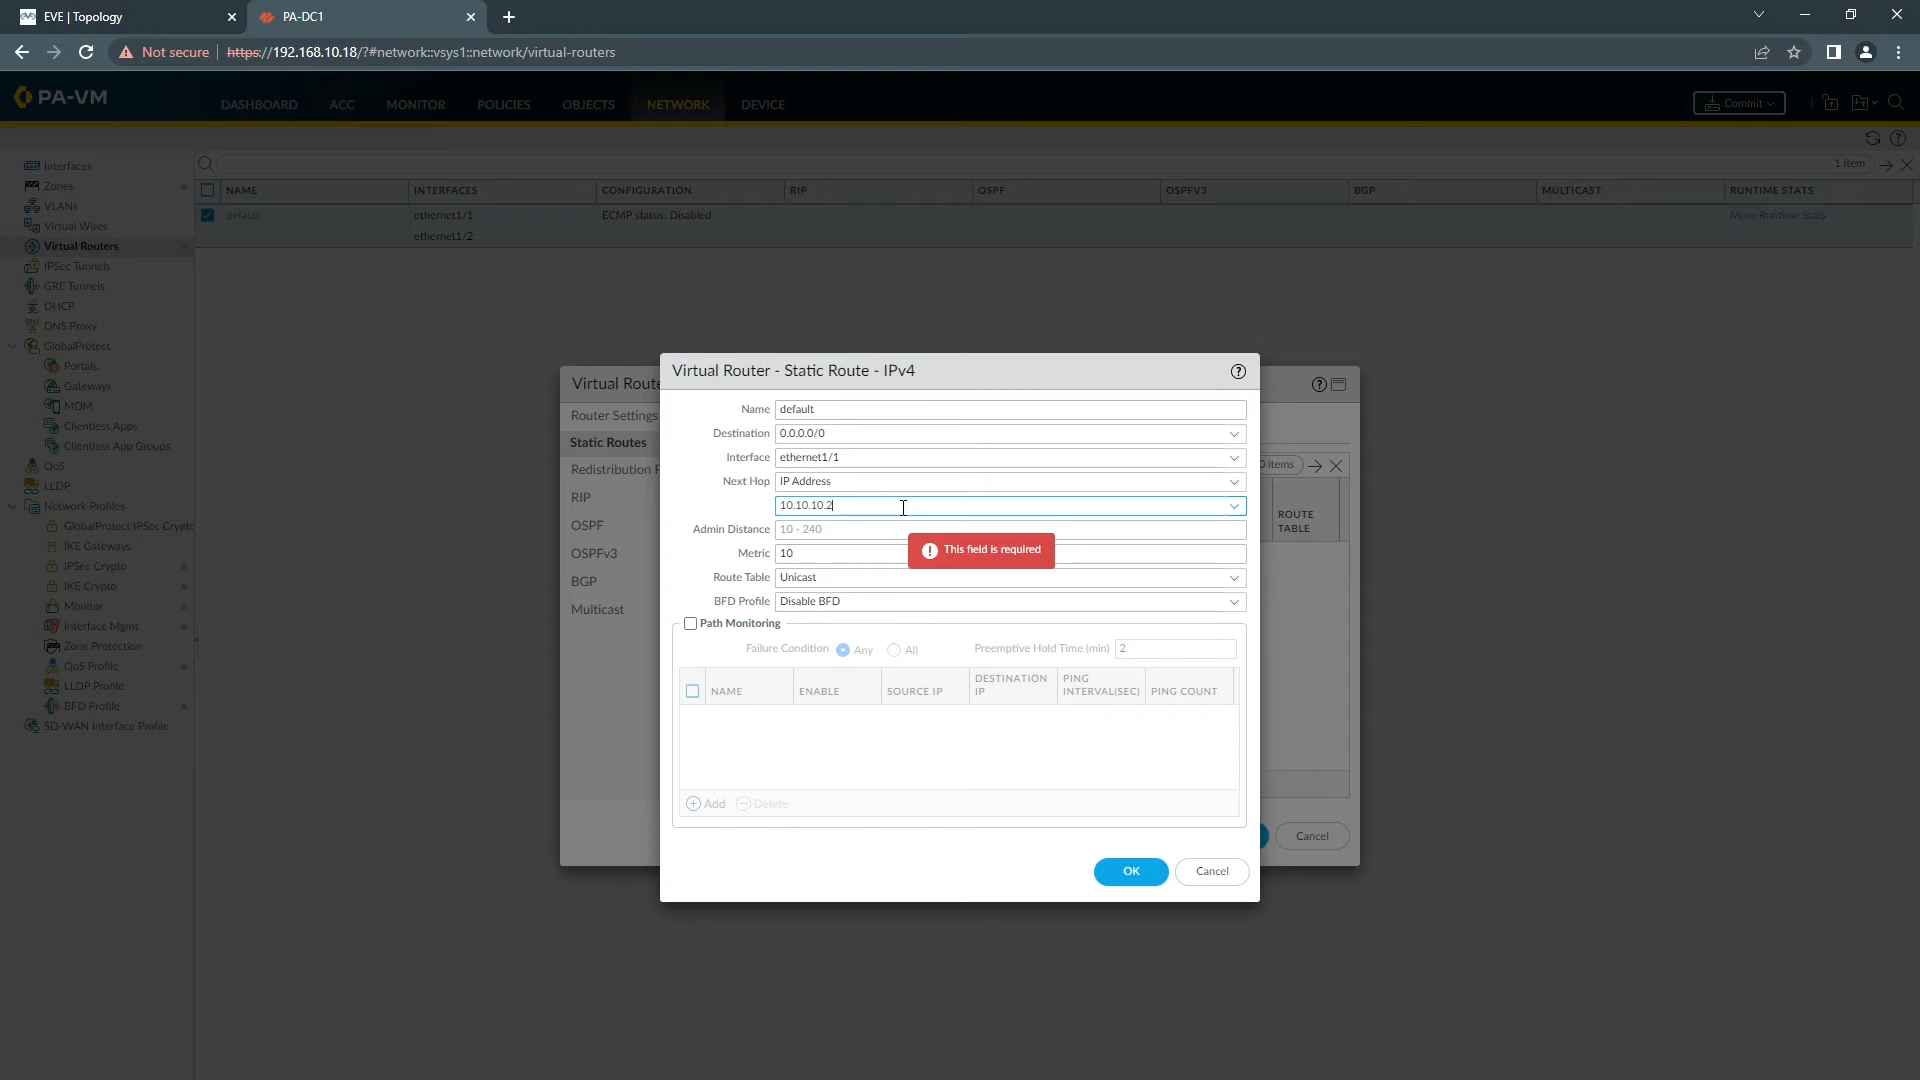 EVE | Topology
PA-DC1
Not secure
https://192.168.10.18/?#network::vsys1::network/virtual-routers
PA-VM
DASHBOARD
ACC
MONITOR
POLICIES
OBJECTS
NETWORK
DEVICE
Commit
1 item
NAME
INTERFACES
CONFIGURATION
RIP
OSPF
OSPFV3
BGP
MULTICAST
RUNTIME STATS
default
ethernet1/1
ECMP status: Disabled
More Runtime Stats
ethernet1/2
Interfaces
Zones
VLANs
Virtual Wires
Virtual Routers
IPSec Tunnels
GRE Tunnels
DHCP
DNS Proxy
GlobalProtect
Portals
Gateways
MDM
Clientless Apps
Clientless App Groups
QoS
LLDP
Network Profiles
GlobalProtect IPSec Crypto
IKE Gateways
IPSec Crypto
IKE Crypto
Monitor
Interface Mgmt
Zone Protection
QoS Profile
LLDP Profile
BFD Profile
SD-WAN Interface Profile
Virtual Route
Router Settings
Static Routes
Redistribution P
RIP
OSPF
OSPFv3
BGP
Multicast
0 items
ROUTE
TABLE
Cancel
Virtual Router - Static Route - IPv4
Name default
Destination 0.0.0.0/0
Interface ethernet1/1
Next Hop IP Address
10.10.10.2
Admin Distance 10 - 240
This field is required
Metric 10
Route Table Unicast
BFD Profile Disable BFD
Path Monitoring
Failure Condition Any All Preemptive Hold Time (min) 2
NAME
ENABLE
SOURCE IP
DESTINATION
IP
PING
INTERVAL(SEC)
PING COUNT
Add Delete
OK
Cancel